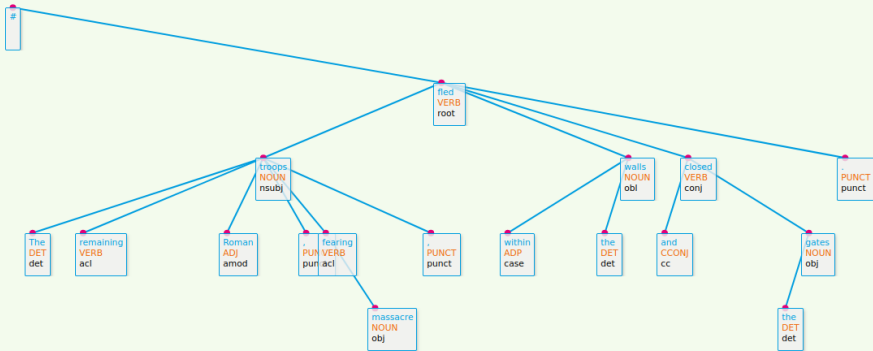 #
fled
VERB
root
troops
NOUN
nsubj
walls
NOUN
obl
closed
VERB
conj
.
PUNCT
punct
The
DET
det
remaining
VERB
acl
Roman
ADJ
amod
,
PUN
pun
fearing
VERB
acl
,
PUNCT
punct
within
ADP
case
the
DET
det
and
CCONJ
cc
gates
NOUN
obj
massacre
NOUN
obj
the
DET
det